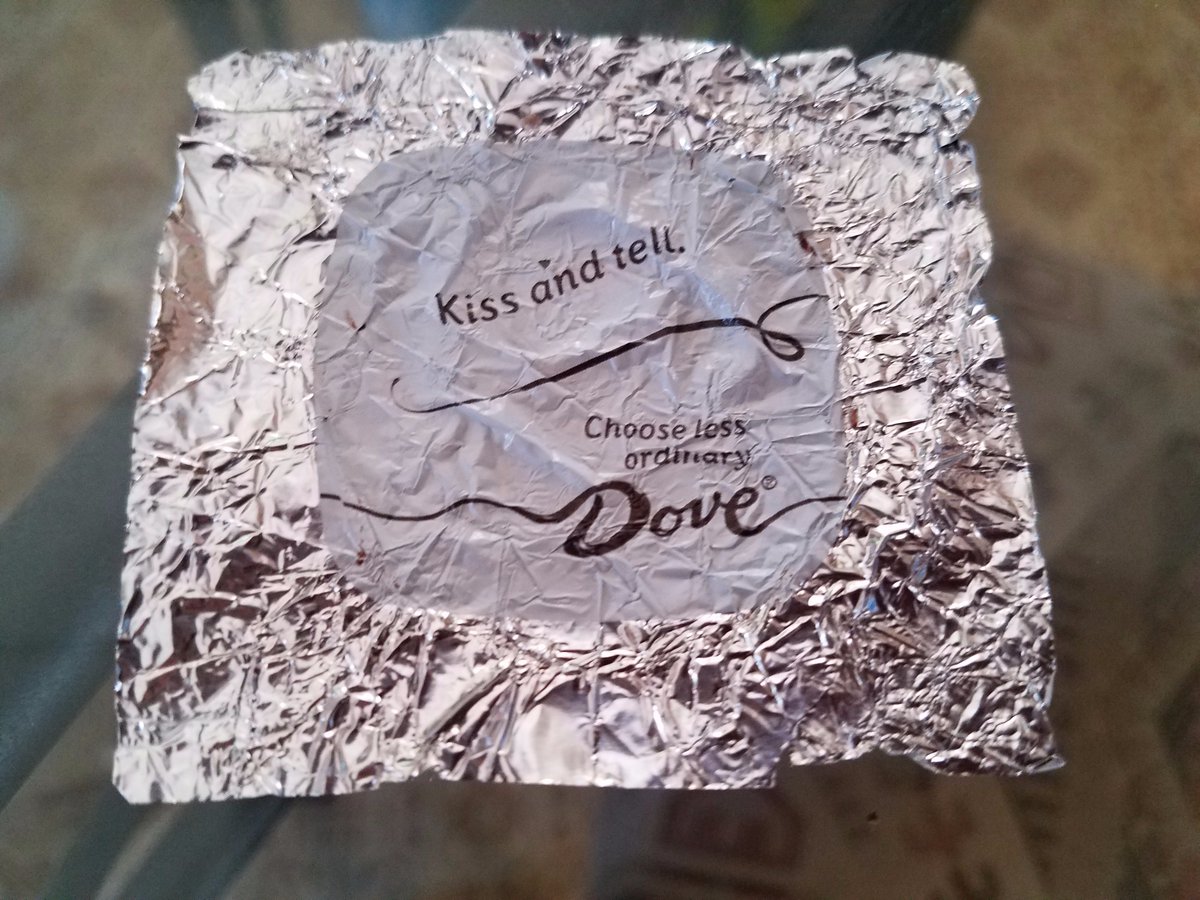 Kiss and tell.
Choose less
ordinary
Dove®